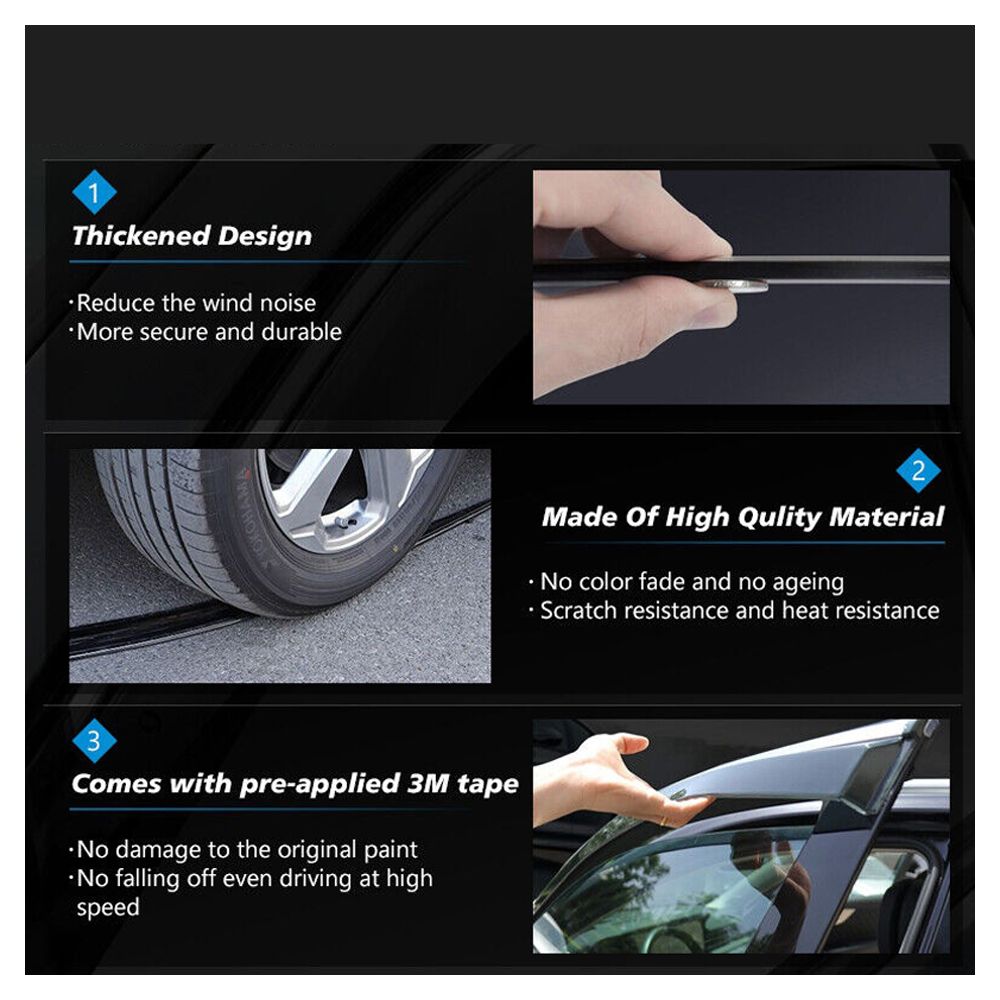 1
Thickened Design
·Reduce the wind noise
·More secure and durable
YOKOHAMA
2
Made Of High Qulity Material
· No color fade and no ageing
· Scratch resistance and heat resistance
3
Comes with pre-applied 3M tape
·No damage to the original paint
·No falling off even driving at high
speed